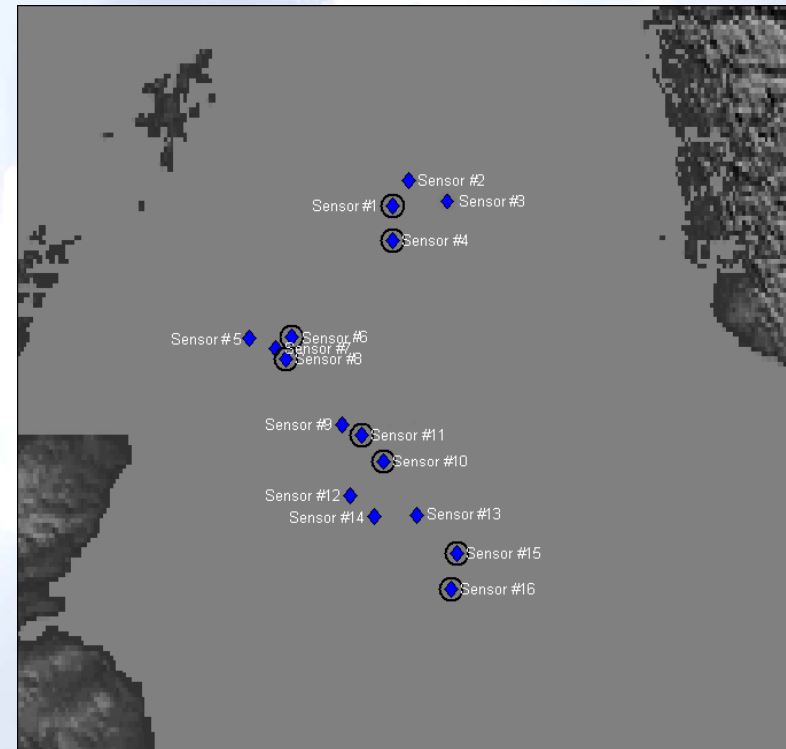 Sensor #2
Sensor #3
Sensor #1
Sensor #4
Sensor #5
Sensor #6
Sensor #7
Sensor #8
Sensor #9
Sensor #11
Sensor #10
Sensor #12
Sensor #14
Sensor #13
Sensor #15
Sensor #16